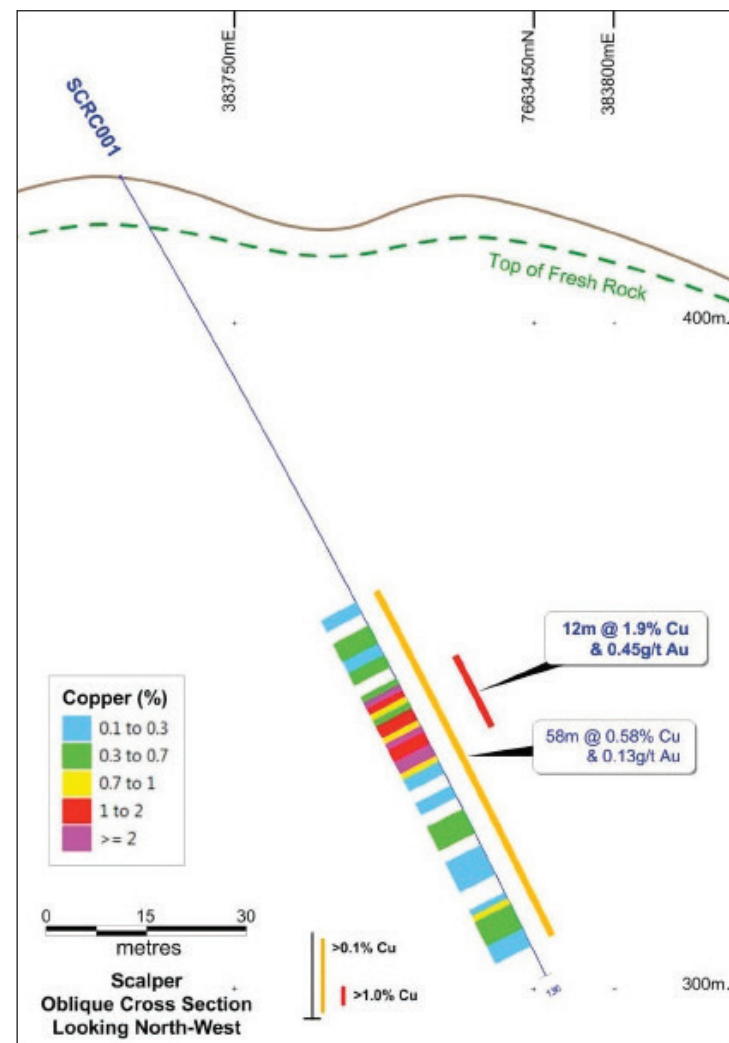 383750mE
7663450mN
383800mE
SCRC001
Top of Fresh Rock
400m
12m @ 1.9% Cu
& 0.45g/t Au
58m @ 0.58% Cu
& 0.13g/t Au
Copper (%)
0.1 to 0.3
0.3 to 0.7
0.7 to 1
1 to 2
>= 2
0 15 30
metres
Scalper
Oblique Cross Section
Looking North-West
>0.1% Cu
>1.0% Cu
130
300m